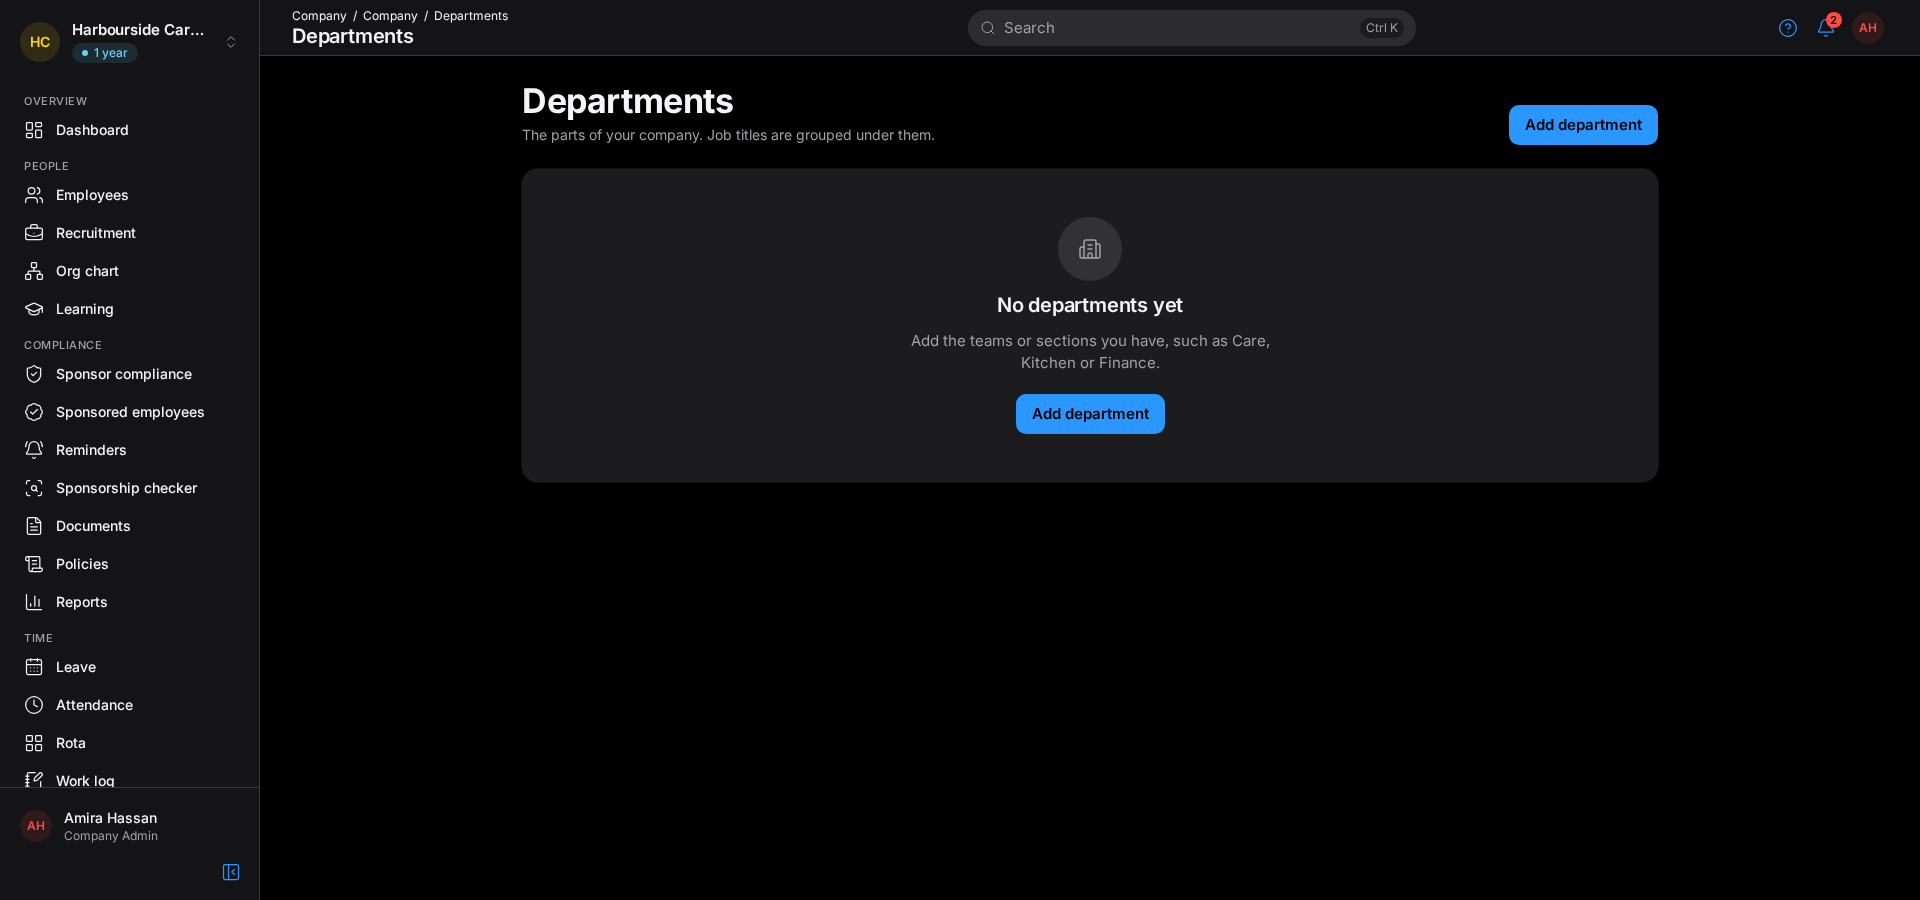 HC
Harbourside Car...
1 year
OVERVIEW
Dashboard
PEOPLE
Employees
Recruitment
Org chart
Learning
COMPLIANCE
Sponsor compliance
Sponsored employees
Reminders
Sponsorship checker
Documents
Policies
Reports
TIME
Leave
Attendance
Rota
Work log
AH
Amira Hassan
Company Admin
Company / Company / Departments
Departments
Search
Ctrl K
2
AH
Departments
The parts of your company. Job titles are grouped under them.
Add department
No departments yet
Add the teams or sections you have, such as Care,
Kitchen or Finance.
Add department